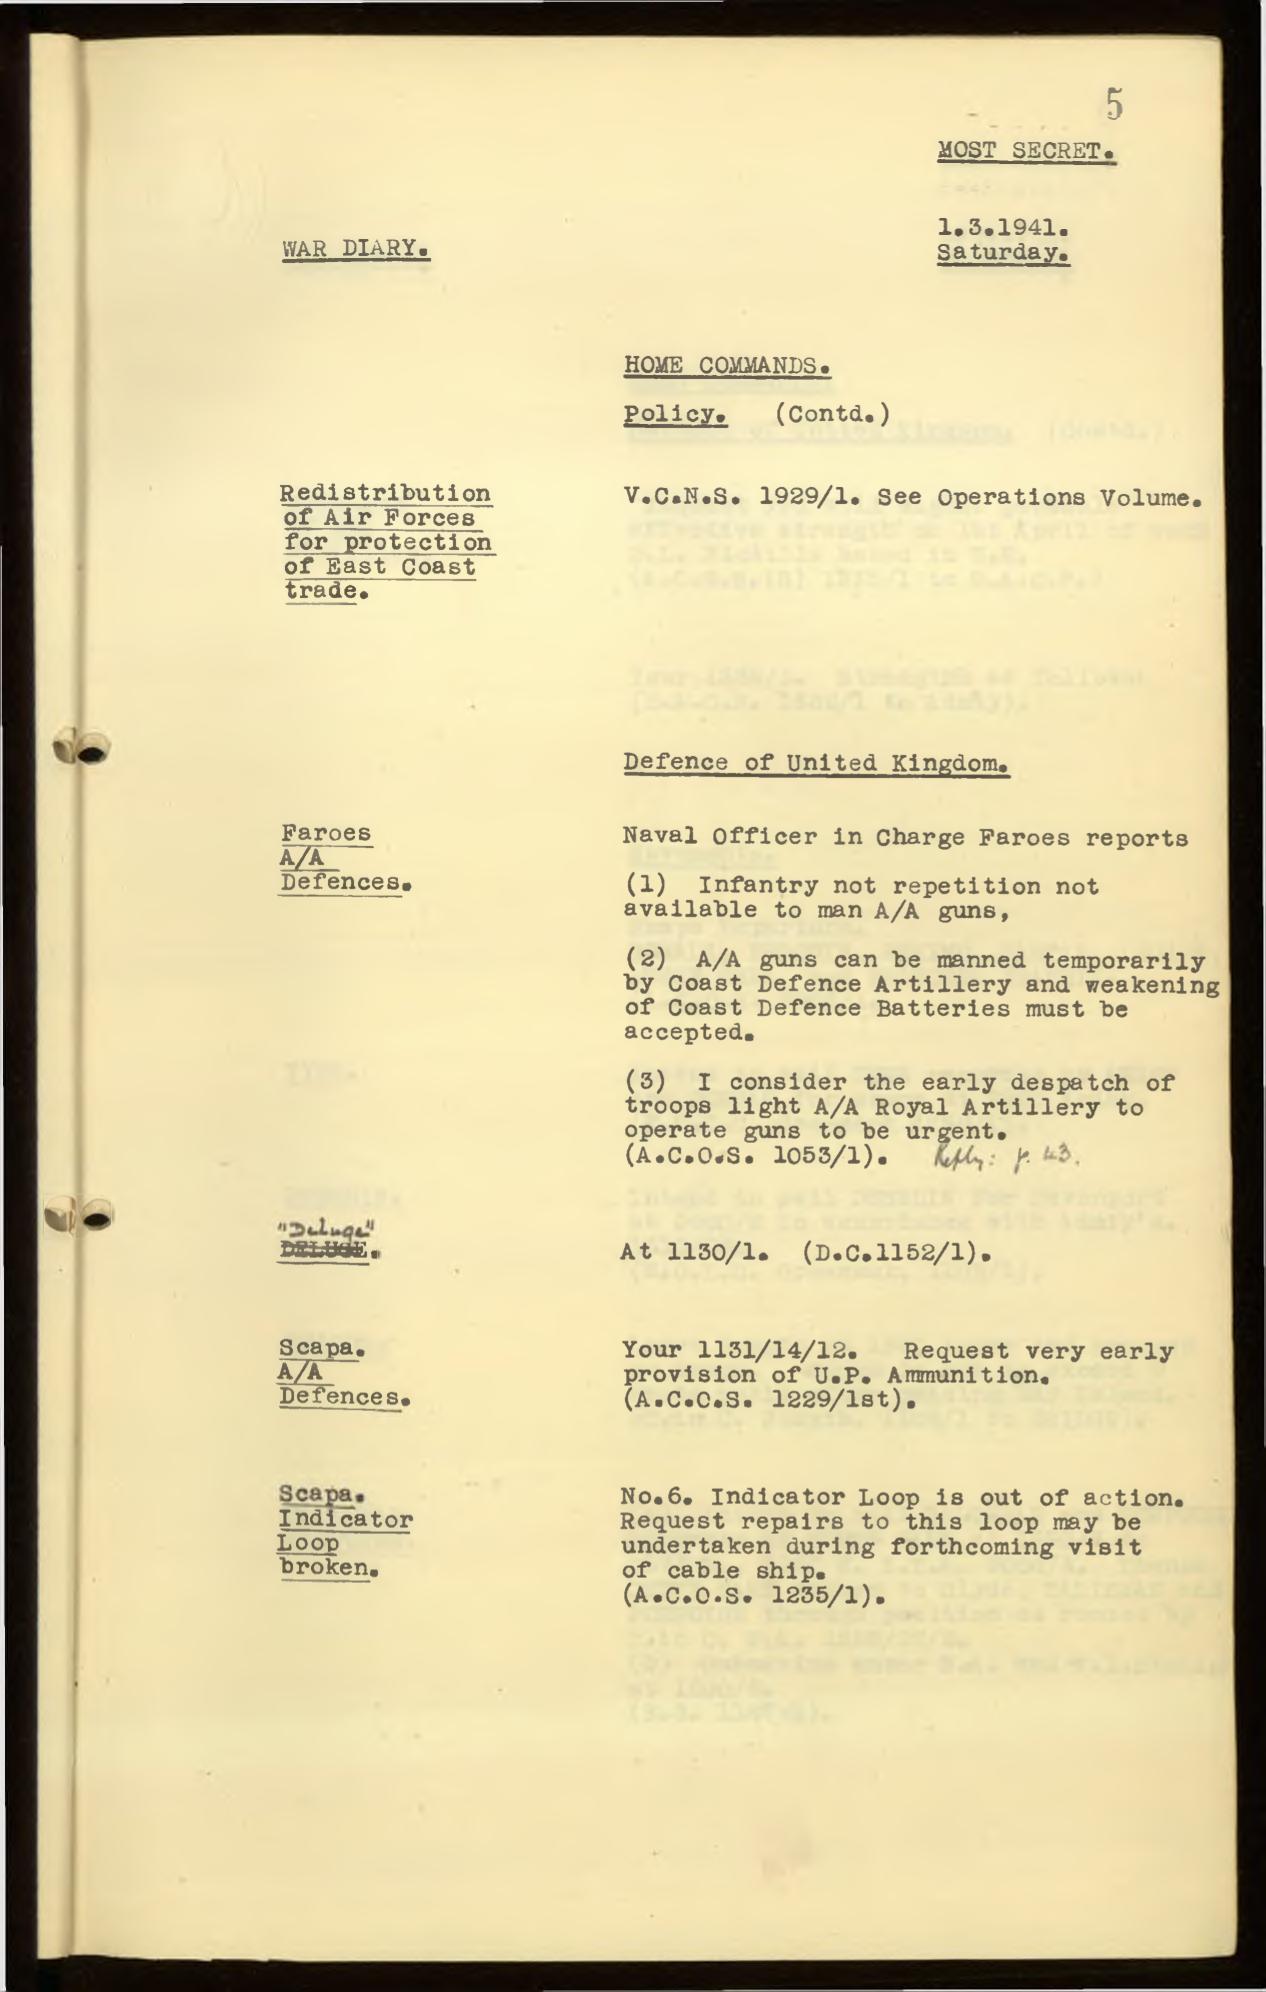 5
MOST SECRET.
1.3.1941.
Saturday.
WAR DIARY.
HOME COMMANDS.
Policy. (Contd.)
Redistribution
of Air Forces
for protection
of East Coast
trade.
V.C.N.S. 1929/1. See Operations Volume.
Defence of United Kingdom.
Faroes
A/A
Defences.
Naval Officer in Charge Faroes reports
(1) Infantry not repetition not
available to man A/A guns,
(2) A/A guns can be manned temporarily
by Coast Defence Artillery and weakening
of Coast Defence Batteries must be
accepted.
(3) I consider the early despatch of
troops light A/A Royal Artillery to
operate guns to be urgent.
(A.C.O.S. 1053/1). Reply: p. 43.
"Deluge"
DELUGE.
At 1130/1. (D.C.1152/1).
Scapa.
A/A
Defences.
Your 1131/14/12. Request very early
provision of U.P. Ammunition.
(A.C.C.S. 1229/1st).
Scapa.
Indicator
Loop
broken.
No.6. Indicator Loop is out of action.
Request repairs to this loop may be
undertaken during forthcoming visit
of cable ship.
(A.C.O.S. 1235/1).